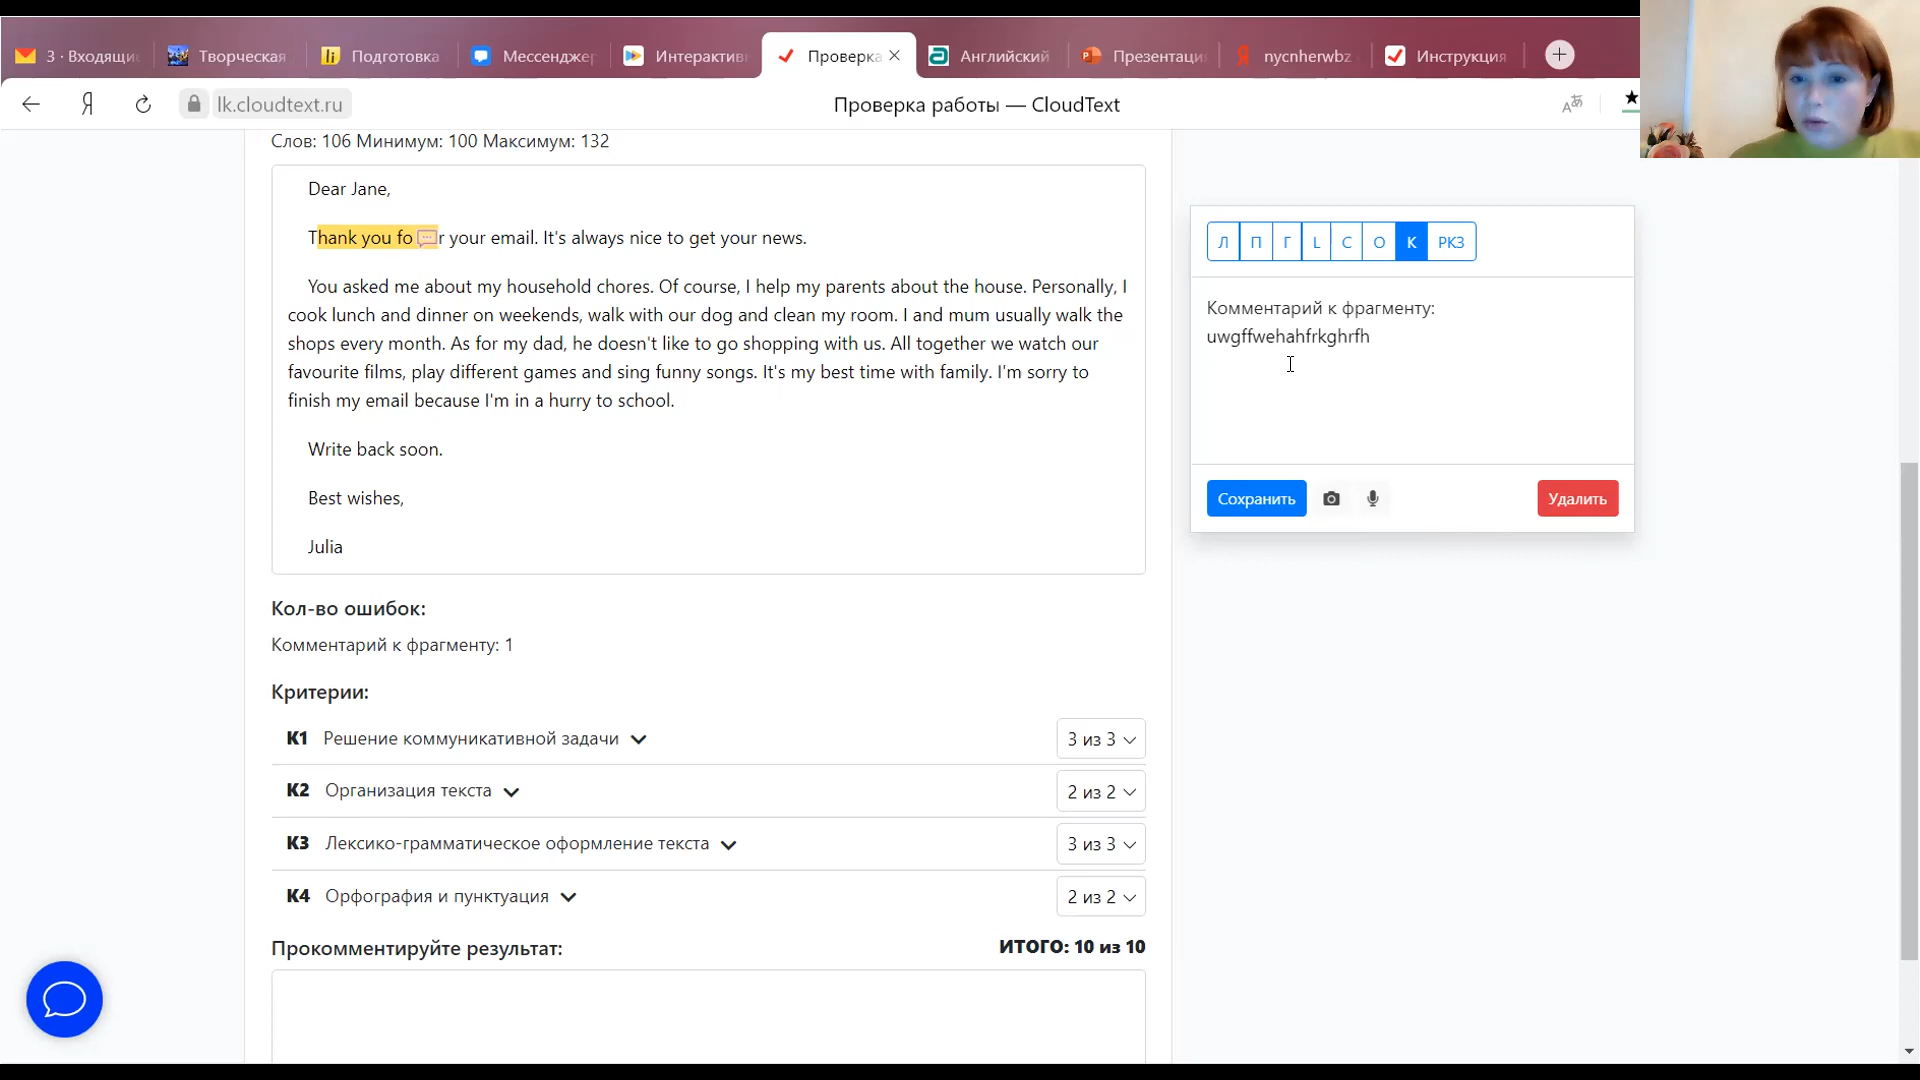 3 · Входящи
Творческая
Подготовка
Мессендже
Интерактив
Проверка
Английский
Презентаци
nycnherwbz
Инструкция
Я
lk.cloudtext.ru
Проверка работы — CloudText
Слов: 106 Минимум: 100 Максимум: 132
Dear Jane,
Thank you for your email. It's always nice to get your news.
You asked me about my household chores. Of course, I help my parents about the house. Personally, I
cook lunch and dinner on weekends, walk with our dog and clean my room. I and mum usually walk the
shops every month. As for my dad, he doesn't like to go shopping with us. All together we watch our
favourite films, play different games and sing funny songs. It's my best time with family. I'm sorry to
finish my email because I'm in a hurry to school.
Write back soon.
Best wishes,
Julia
Л П Г L С О К РКЗ
Комментарий к фрагменту:
uwgffwehahfrkghrfh
Сохранить
Удалить
Кол-во ошибок:
Комментарий к фрагменту: 1
Критерии:
К1 Решение коммуникативной задачи 3 из 3
К2 Организация текста 2 из 2
К3 Лексико-грамматическое оформление текста 3 из 3
К4 Орфография и пунктуация 2 из 2
Прокомментируйте результат: ИТОГО: 10 из 10